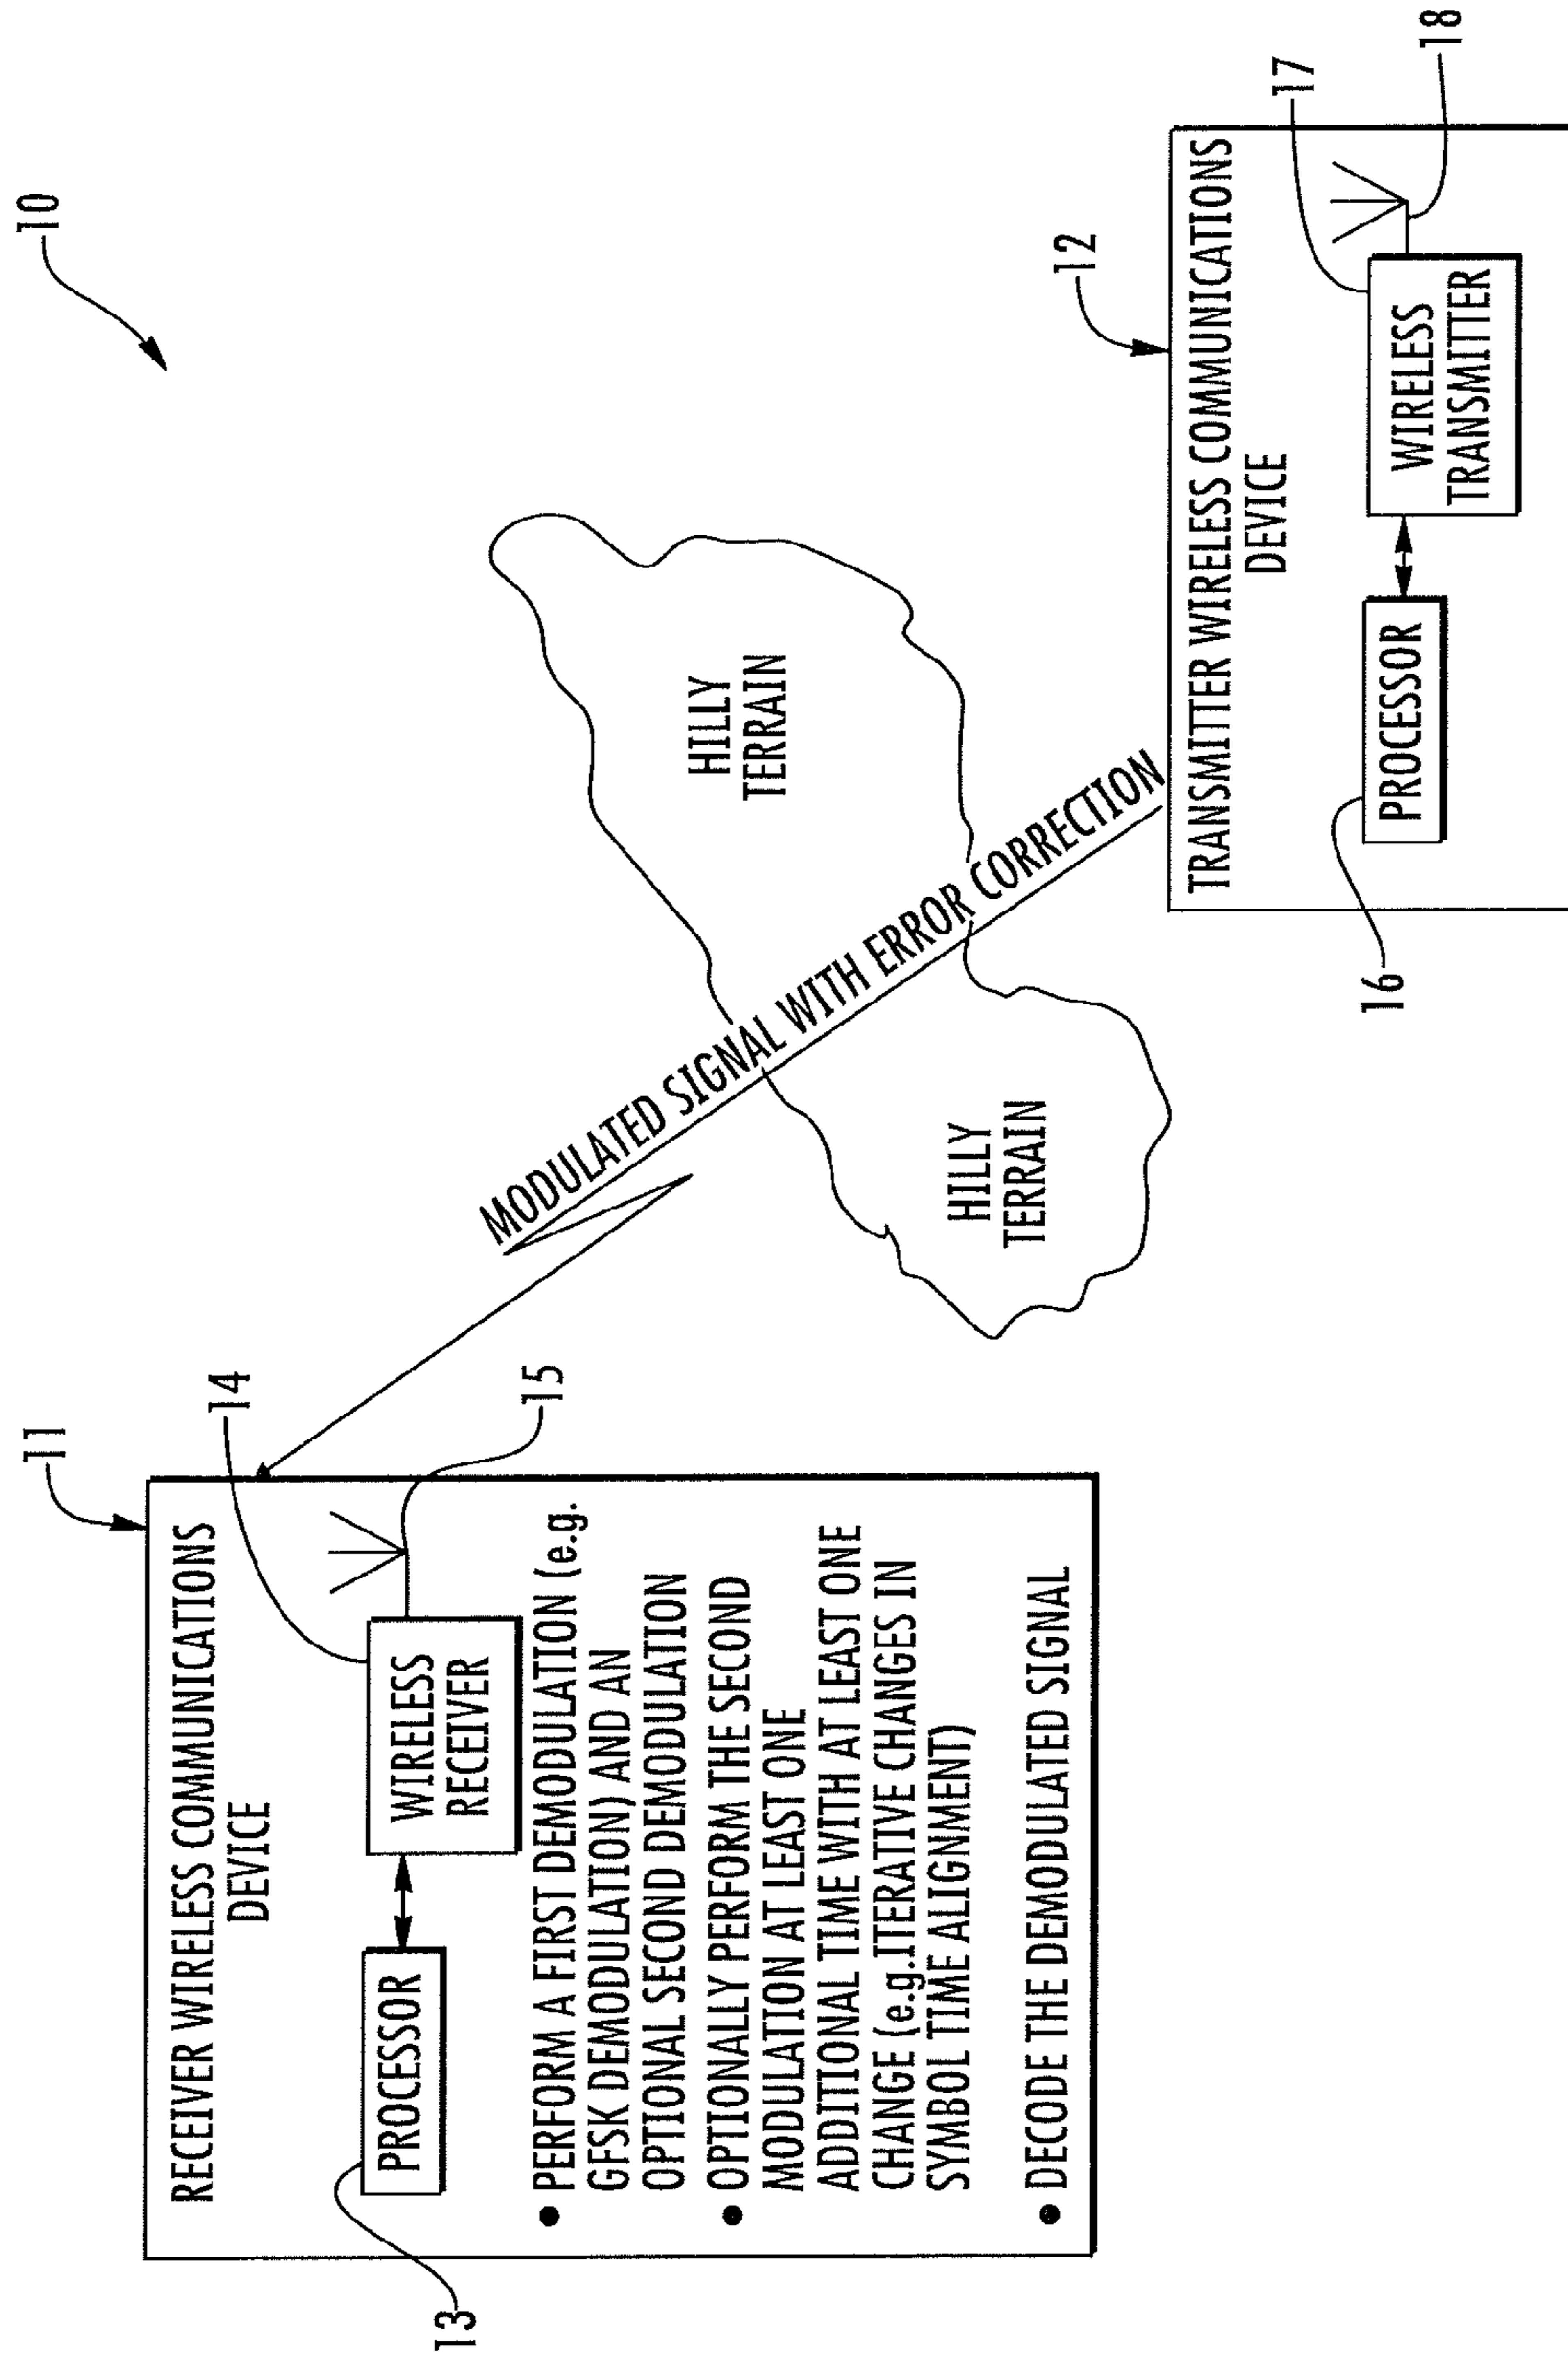 10
11
RECEIVER WIRELESS COMMUNICATIONS
DEVICE
14
13
PROCESSOR
WIRELESS
RECEIVER
15
PERFORM A FIRST DEMODULATION (e.g.
GFSK DEMODULATION) AND AN
OPTIONAL SECOND DEMODULATION
OPTIONALLY PERFORM THE SECOND
MODULATION AT LEAST ONE
ADDITIONAL TIME WITH AT LEAST ONE
CHANGE (e.g.ITERATIVE CHANGES IN
SYMBOL TIME ALIGNMENT)
DECODE THE DEMODULATED SIGNAL
MODULATED SIGNAL WITH ERROR CORRECTION
HILLY
TERRAIN
HILLY
TERRAIN
12
TRANSMITTER WIRELESS COMMUNICATIONS
DEVICE
17
16
PROCESSOR
WIRELESS
TRANSMITTER
18